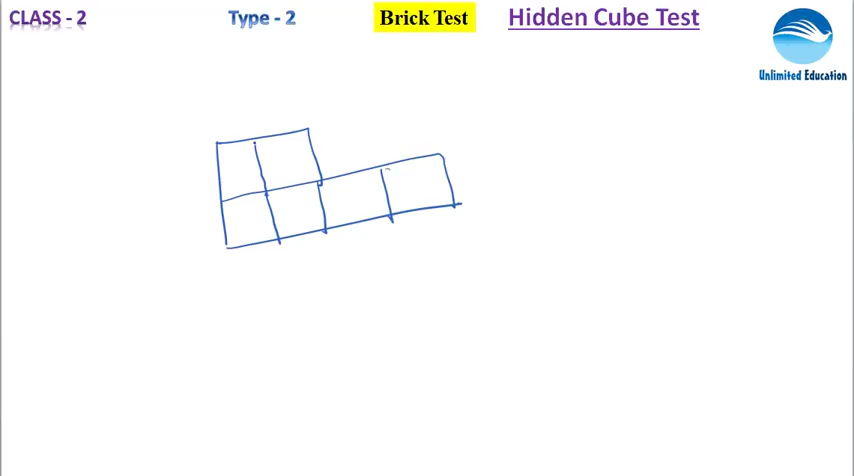 CLASS - 2
Type - 2
Brick Test
Hidden Cube Test
Unlimited Education